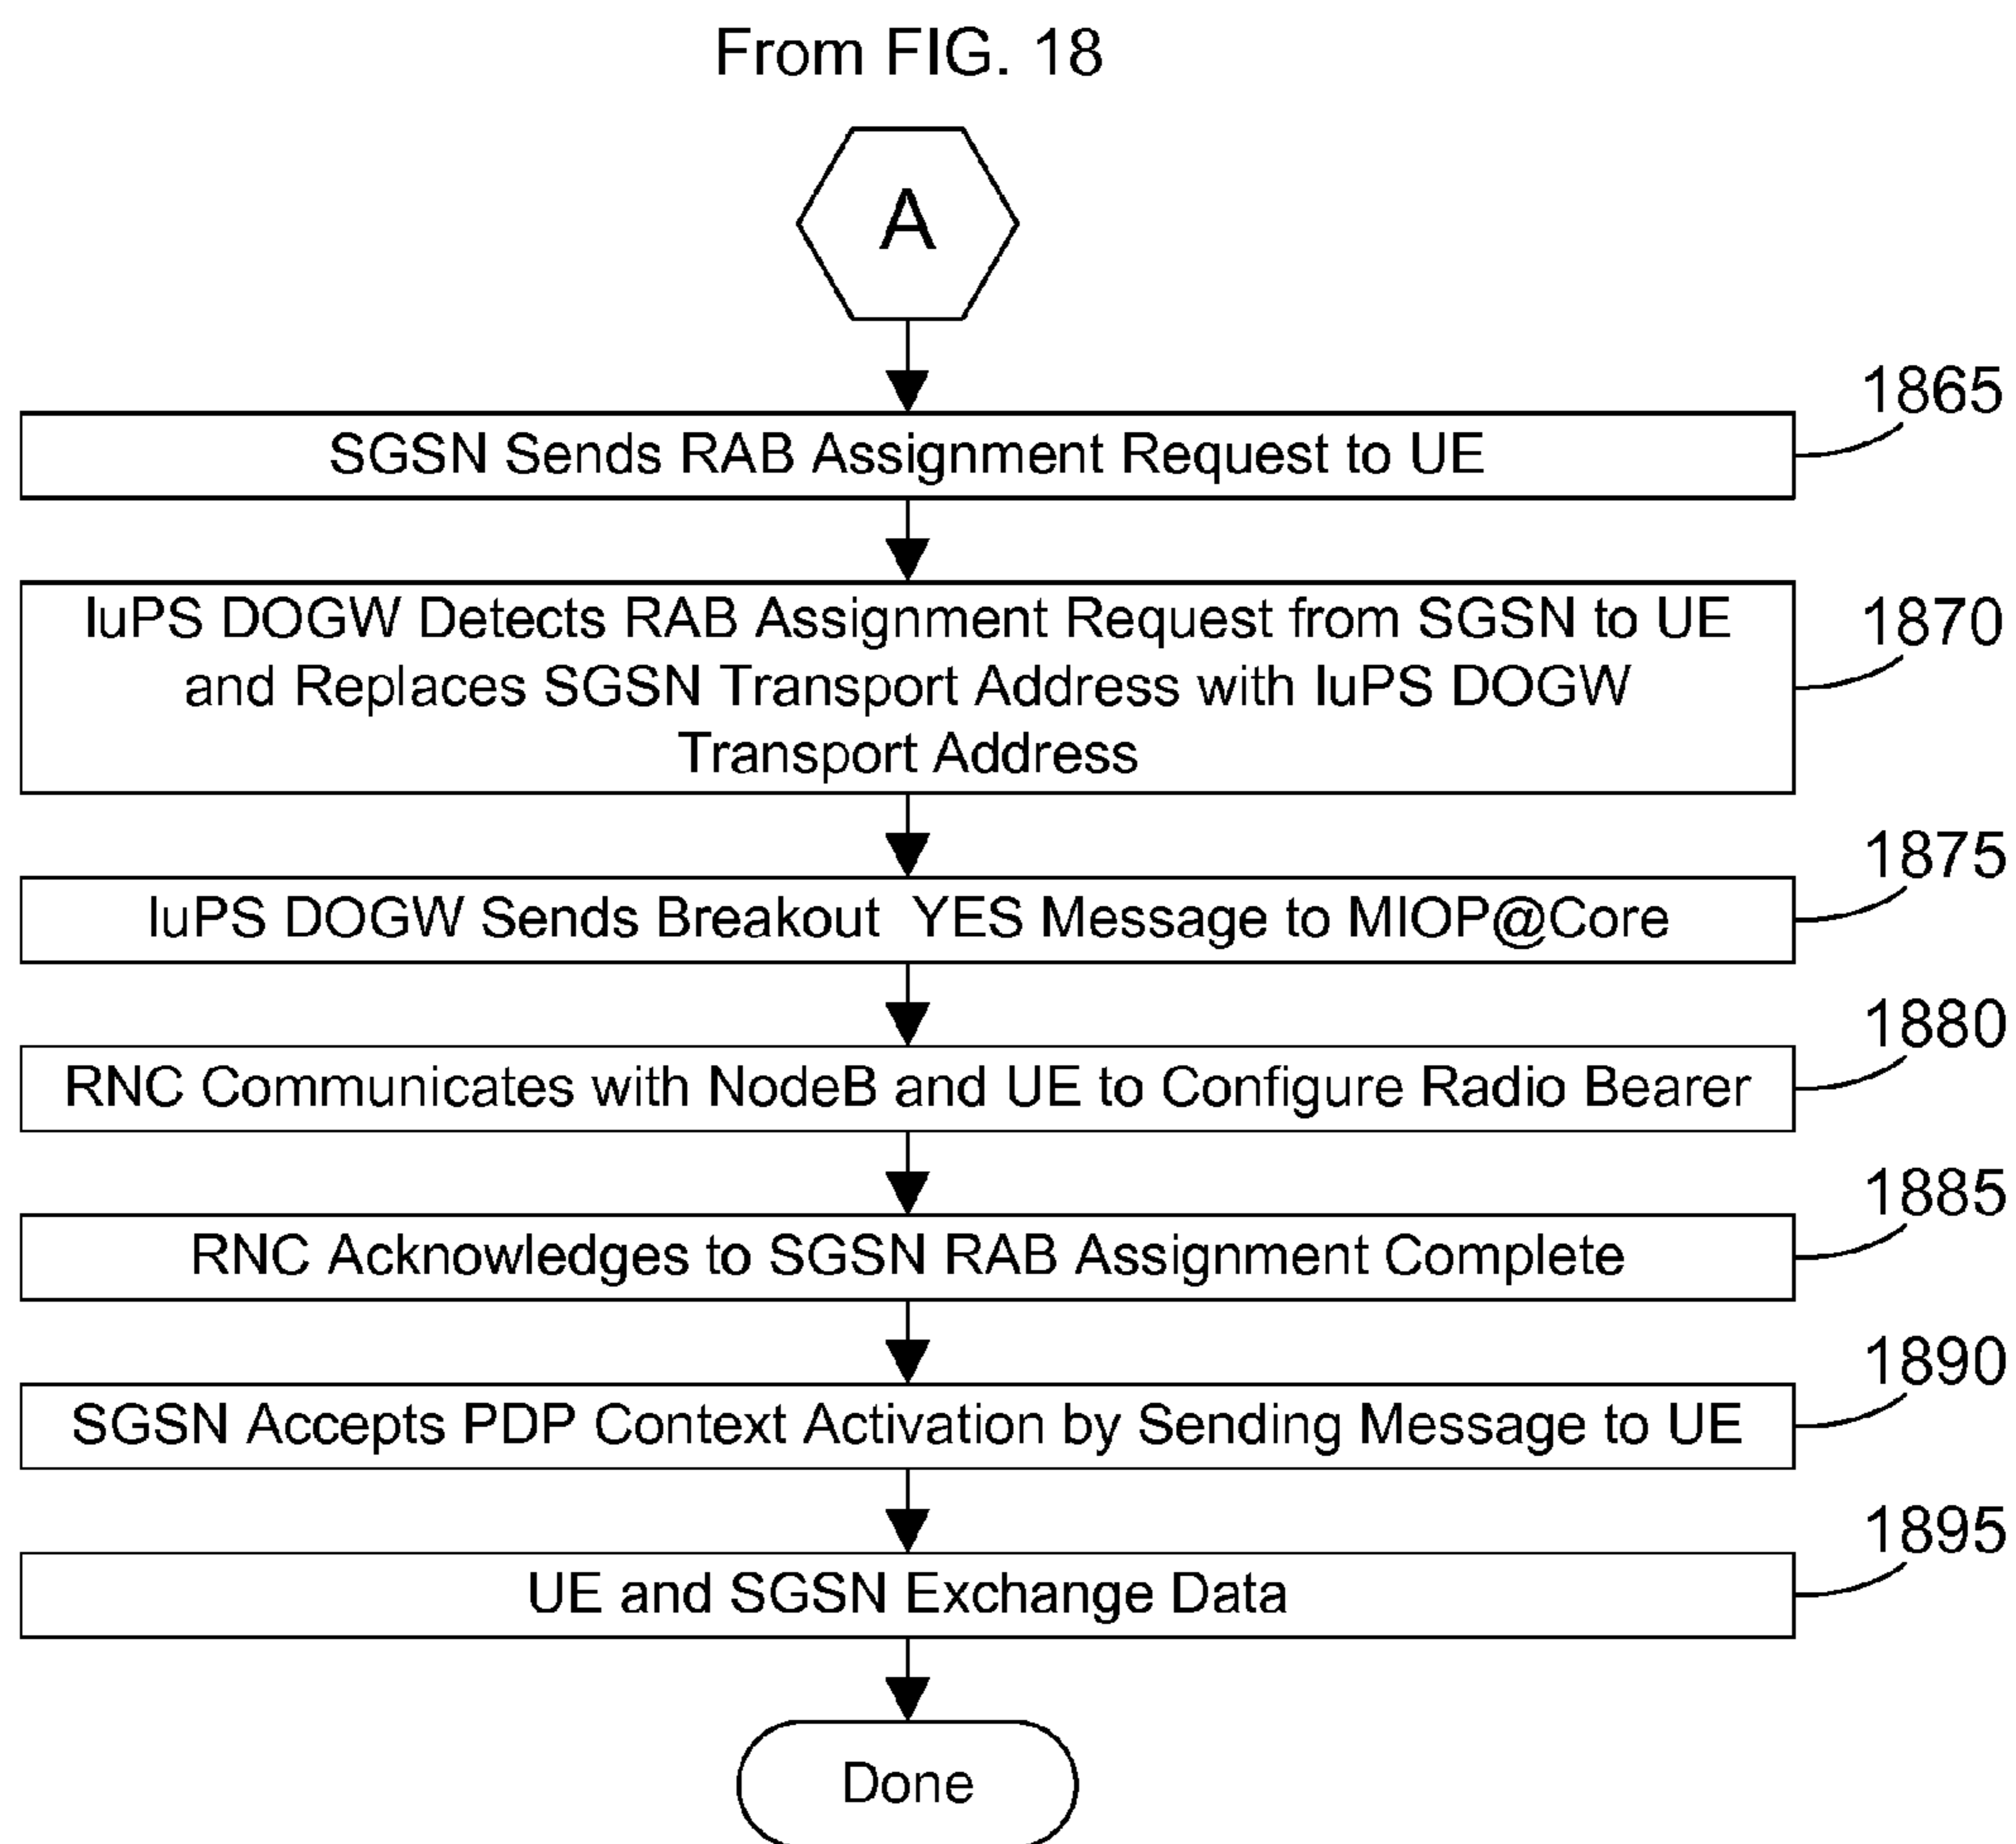 From FIG. 18
A
1865
SGSN Sends RAB Assignment Request to UE
1870
IuPS DOGW Detects RAB Assignment Request from SGSN to UE
and Replaces SGSN Transport Address with IuPS DOGW
Transport Address
1875
IuPS DOGW Sends Breakout YES Message to MIOP@Core
1880
RNC Communicates with NodeB and UE to Configure Radio Bearer
1885
RNC Acknowledges to SGSN RAB Assignment Complete
1890
SGSN Accepts PDP Context Activation by Sending Message to UE
1895
UE and SGSN Exchange Data
Done